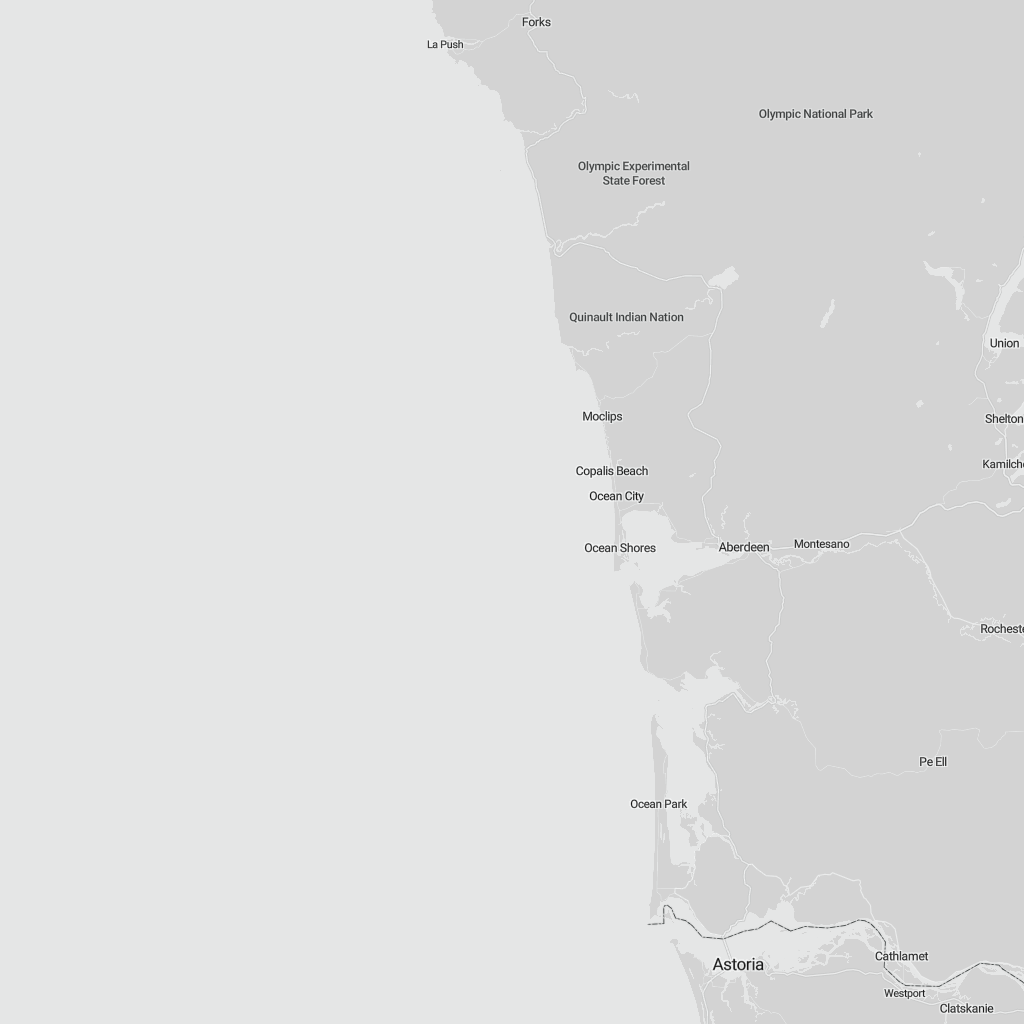 Forks
La Push
Olympic National Park
Olympic Experimental
State Forest
Quinault Indian Nation
Union
Moclips
Shelton
Kamilche
Copalis Beach
Ocean City
Ocean Shores
Aberdeen
Montesano
Rocheste
Pe Ell
Ocean Park
Astoria
Cathlamet
Westport
Clatskanie